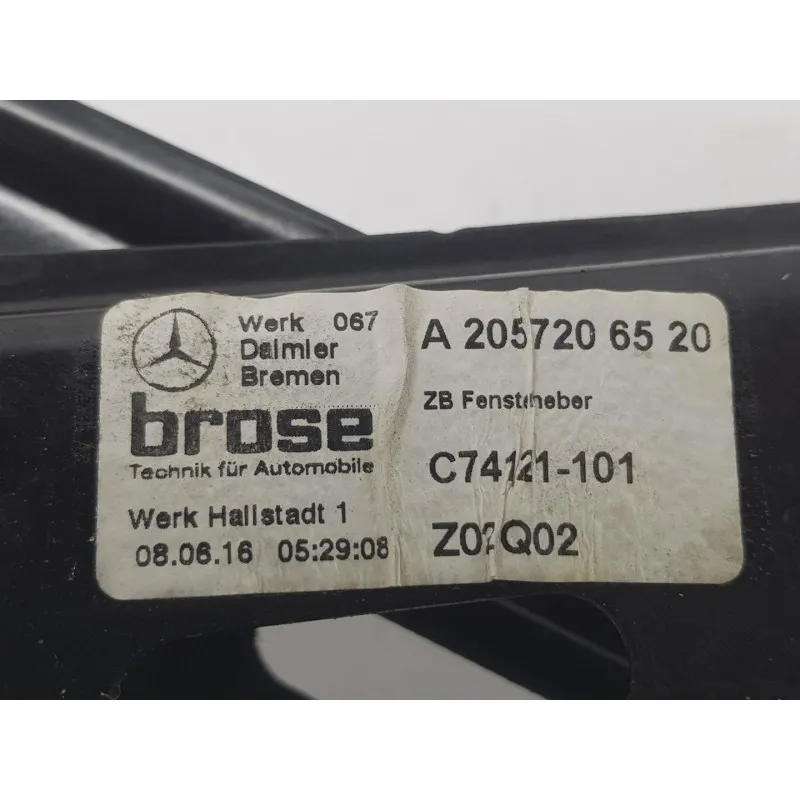 Werk 067
Daimler
Bremen
brose
Technik für Automobile
Werk Hallstadt 1
08.06.16 05:29:08
A 205720 65 20
ZB Fensterheber
C74121-101
Q02